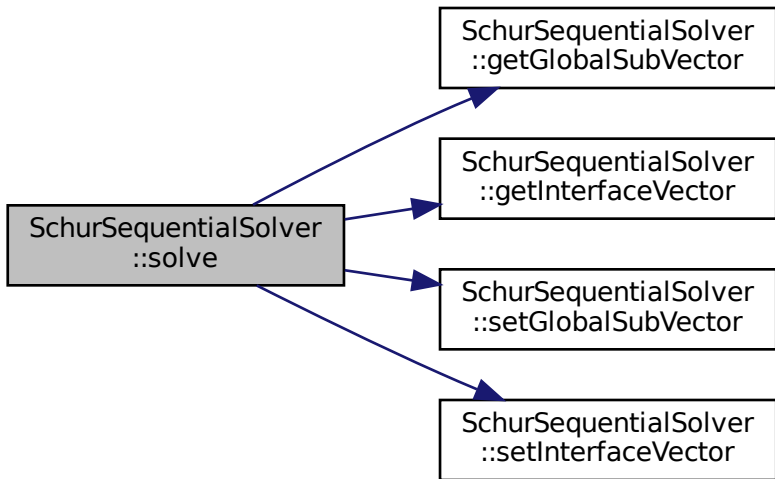 SchurSequentialSolver
::getGlobalSubVector
SchurSequentialSolver
::getInterfaceVector
SchurSequentialSolver
::solve
SchurSequentialSolver
::setGlobalSubVector
SchurSequentialSolver
::setInterfaceVector